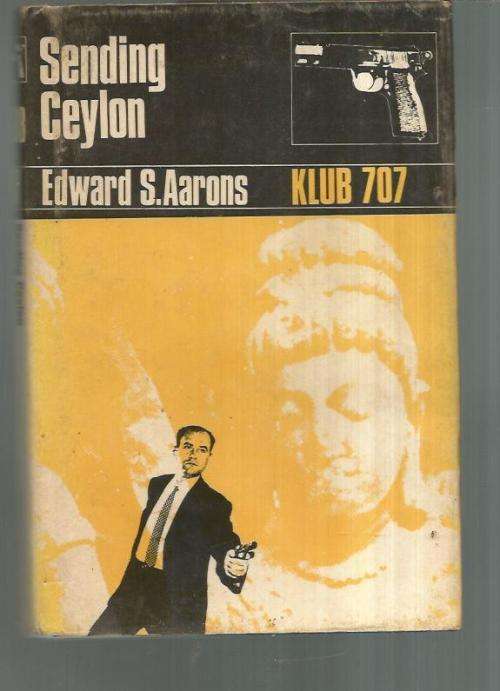 Sending
Ceylon
Edward S. Aarons
KLUB 707